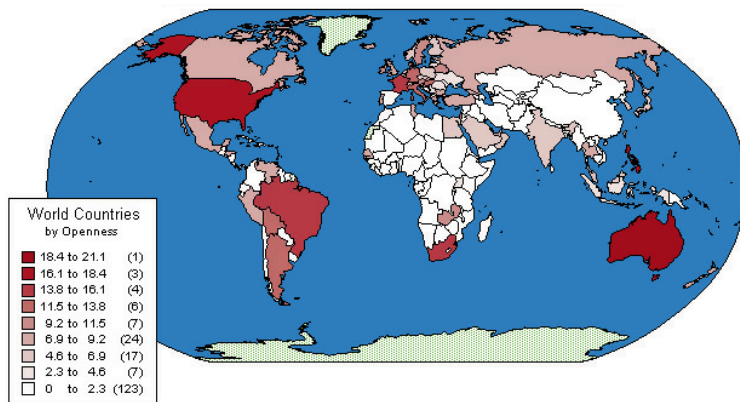 World Countries
by Openness
18.4 to 21.1 (1)
16.1 to 18.4 (3)
13.8 to 16.1 (4)
11.5 to 13.8 (6)
9.2 to 11.5 (7)
6.9 to 9.2 (24)
4.6 to 6.9 (17)
2.3 to 4.6 (7)
0 to 2.3 (123)